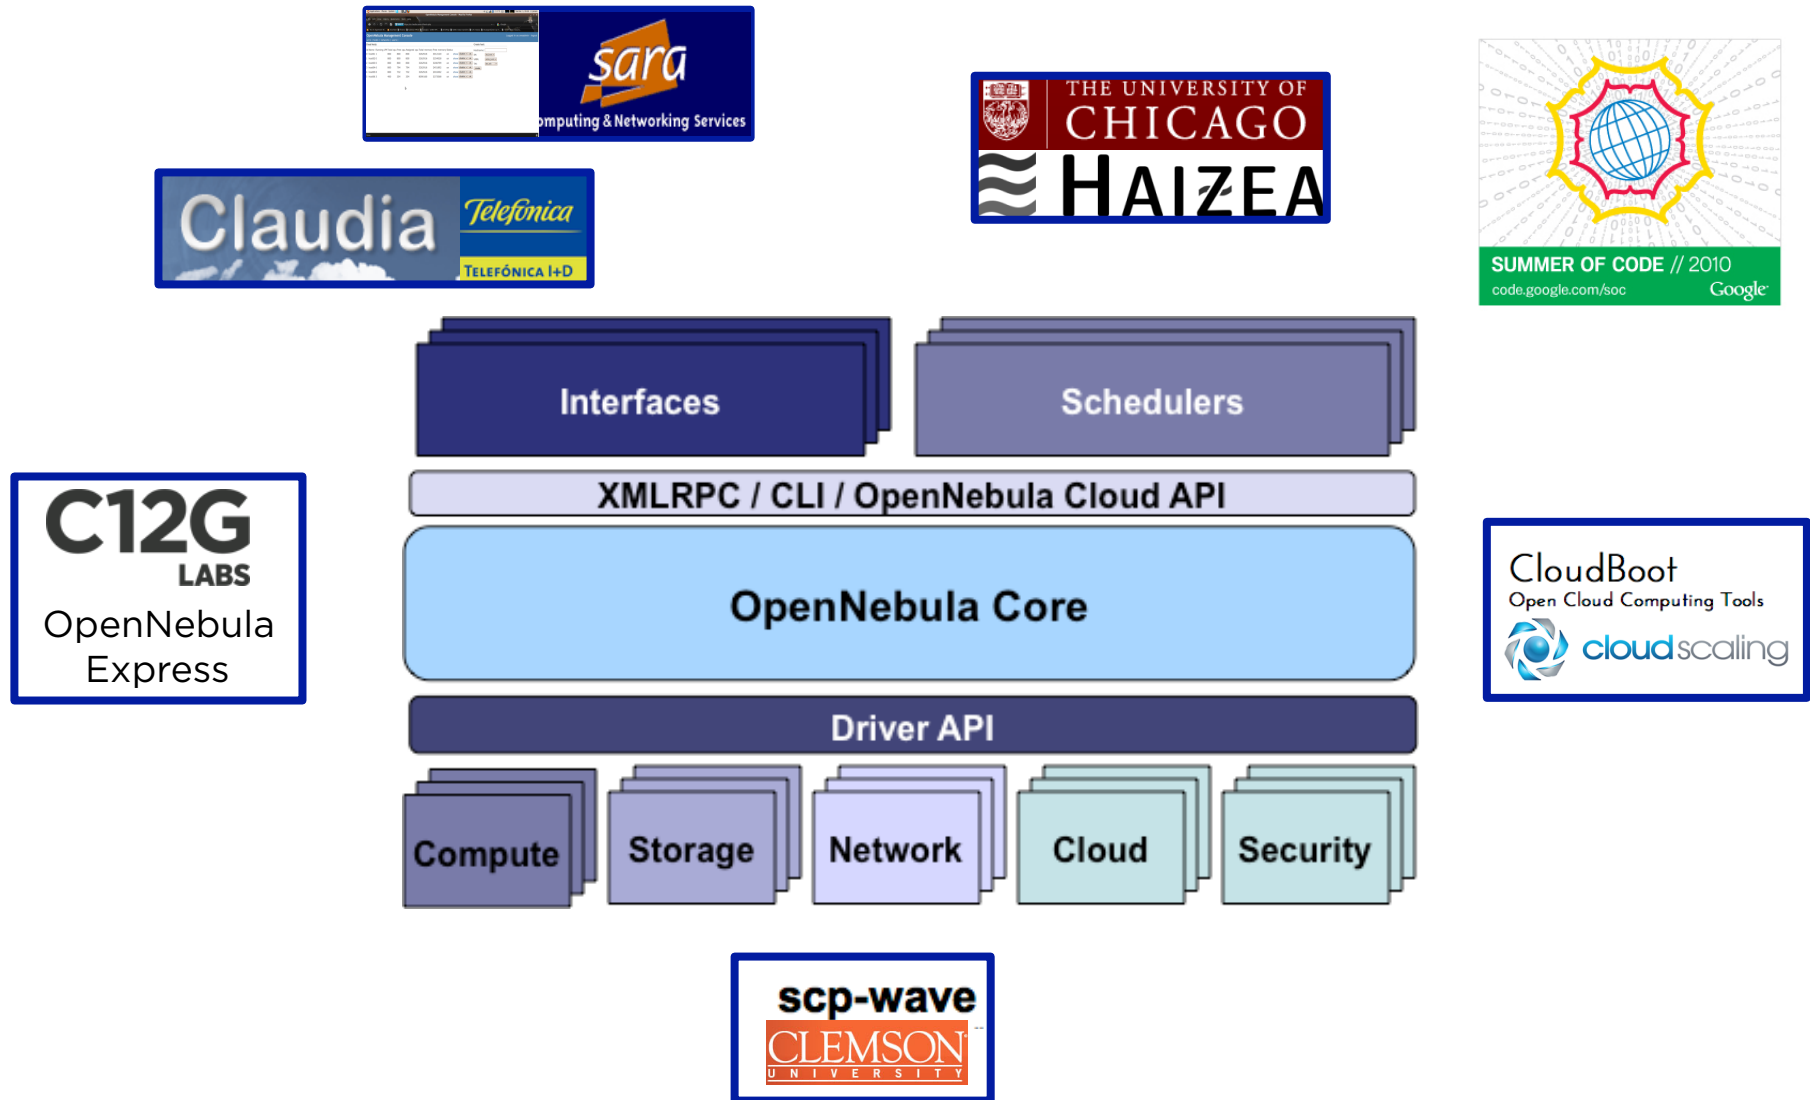 sara
omputing & Networking Services
THE UNIVERSITY OF
CHICAGO
HAIZEA
Claudia
Telefónica
TELEFÓNICA I+D
SUMMER OF CODE // 2010
code.google.com/soc
Google
Interfaces
Schedulers
XMLRPC / CLI / OpenNebula Cloud API
C12G
LABS
OpenNebula
Express
OpenNebula Core
CloudBoot
Open Cloud Computing Tools
cloudscaling
Driver API
Compute
Storage
Network
Cloud
Security
scp-wave
CLEMSON
UNIVERSITY